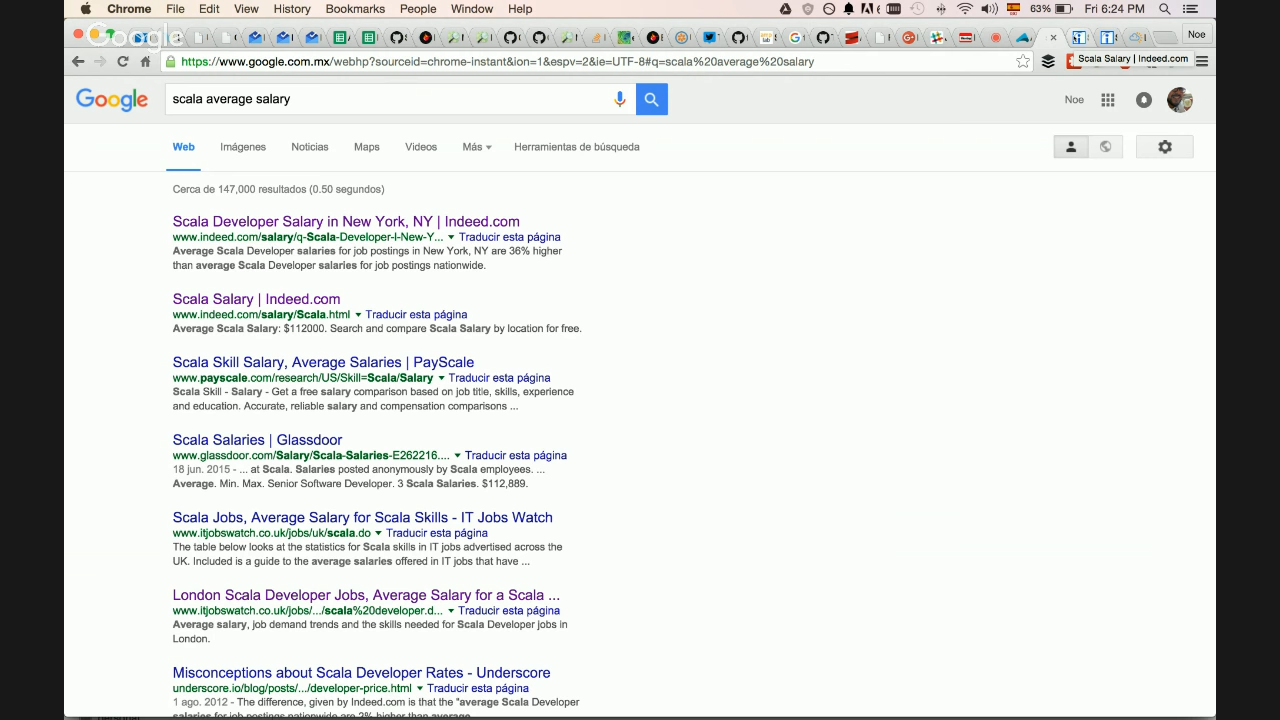 Chrome File Edit View History Bookmarks People Window Help 63% Fri 6:24 PM
Google
Noe
https://www.google.com.mx/webhp?sourceid=chrome-instant&ion=1&espv=2&ie=UTF-8#q=scala%20average%20salary
Scala Salary | Indeed.com
Google scala average salary Noe
Web Imágenes Noticias Maps Videos Más Herramientas de búsqueda
Cerca de 147,000 resultados (0.50 segundos)
Scala Developer Salary in New York, NY | Indeed.com
www.indeed.com/salary/q-Scala-Developer-l-New-Y... Traducir esta página
Average Scala Developer salaries for job postings in New York, NY are 36% higher
than average Scala Developer salaries for job postings nationwide.
Scala Salary | Indeed.com
www.indeed.com/salary/Scala.html Traducir esta página
Average Scala Salary: $112000. Search and compare Scala Salary by location for free.
Scala Skill Salary, Average Salaries | PayScale
www.payscale.com/research/US/Skill=Scala/Salary Traducir esta página
Scala Skill - Salary - Get a free salary comparison based on job title, skills, experience
and education. Accurate, reliable salary and compensation comparisons ...
Scala Salaries | Glassdoor
www.glassdoor.com/Salary/Scala-Salaries-E262216.... Traducir esta página
18 jun. 2015 - ... at Scala. Salaries posted anonymously by Scala employees. ...
Average. Min. Max. Senior Software Developer. 3 Scala Salaries. $112,889.
Scala Jobs, Average Salary for Scala Skills - IT Jobs Watch
www.itjobswatch.co.uk/jobs/uk/scala.do Traducir esta página
The table below looks at the statistics for Scala skills in IT jobs advertised across the
UK. Included is a guide to the average salaries offered in IT jobs that have ...
London Scala Developer Jobs, Average Salary for a Scala ...
www.itjobswatch.co.uk/jobs/.../scala%20developer.d... Traducir esta página
Average salary, job demand trends and the skills needed for Scala Developer jobs in
London.
Misconceptions about Scala Developer Rates - Underscore
underscore.io/blog/posts/.../developer-price.html Traducir esta página
1 ago. 2012 - The difference, given by Indeed.com is that the "average Scala Developer
salaries for job postings nationwide are 2% higher than average